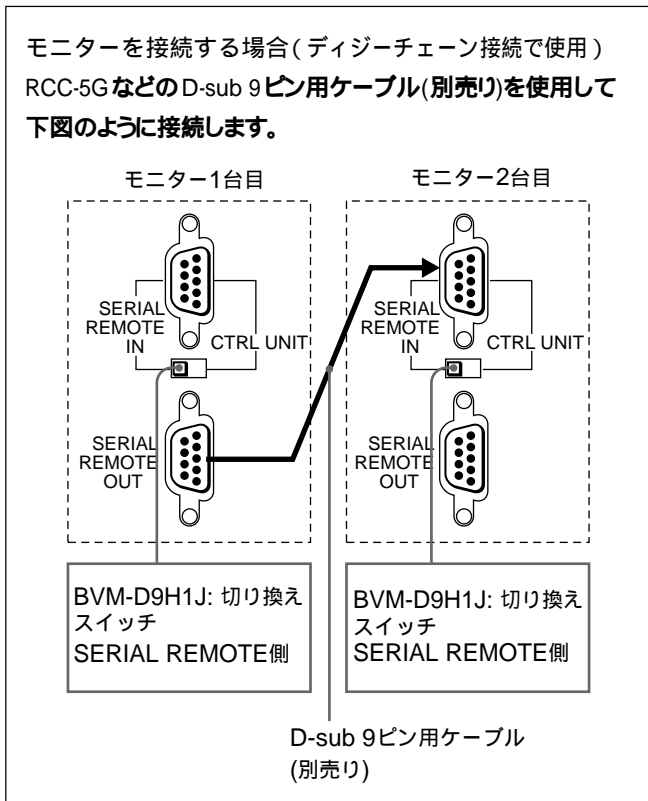 モニターを接続する場合(ディジーチェーン接続で使用)
RCC-5GなどのD-sub 9ピン用ケーブル(別売り)を使用して
下図のように接続します。
モニター1台目
モニター2台目
SERIAL
REMOTE
IN
CTRL UNIT
SERIAL
REMOTE
OUT
SERIAL
REMOTE
IN
CTRL UNIT
SERIAL
REMOTE
OUT
BVM-D9H1J: 切り換え
スイッチ
SERIAL REMOTE側
BVM-D9H1J: 切り換え
スイッチ
SERIAL REMOTE側
D-sub 9ピン用ケーブル
(別売り)